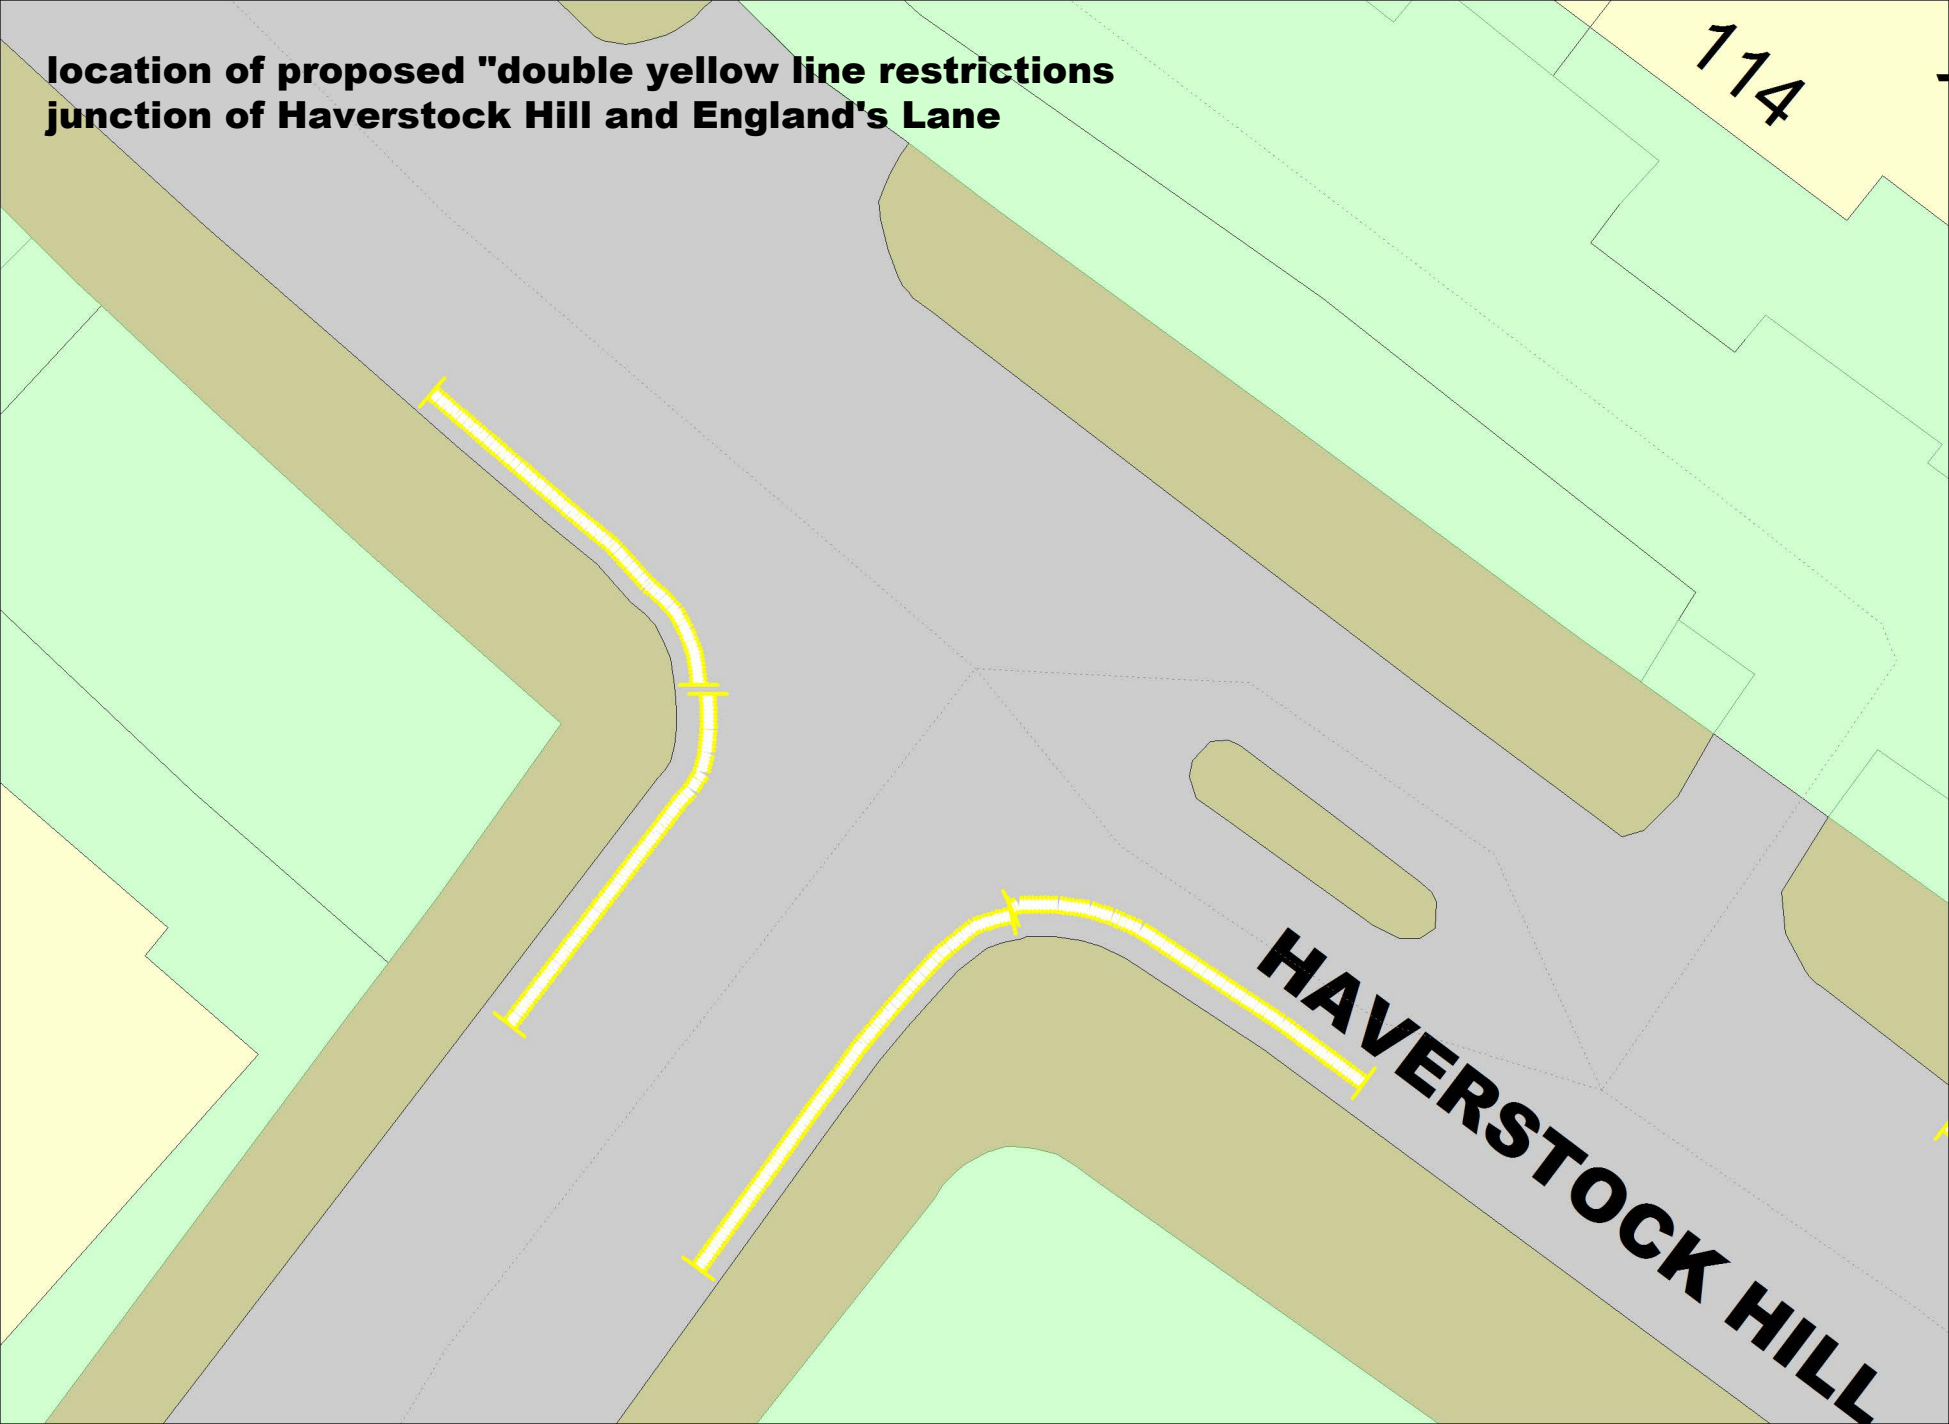 location of proposed "double yellow line restrictions
junction of Haverstock Hill and England's Lane
114
HAVERSTOCK HILL